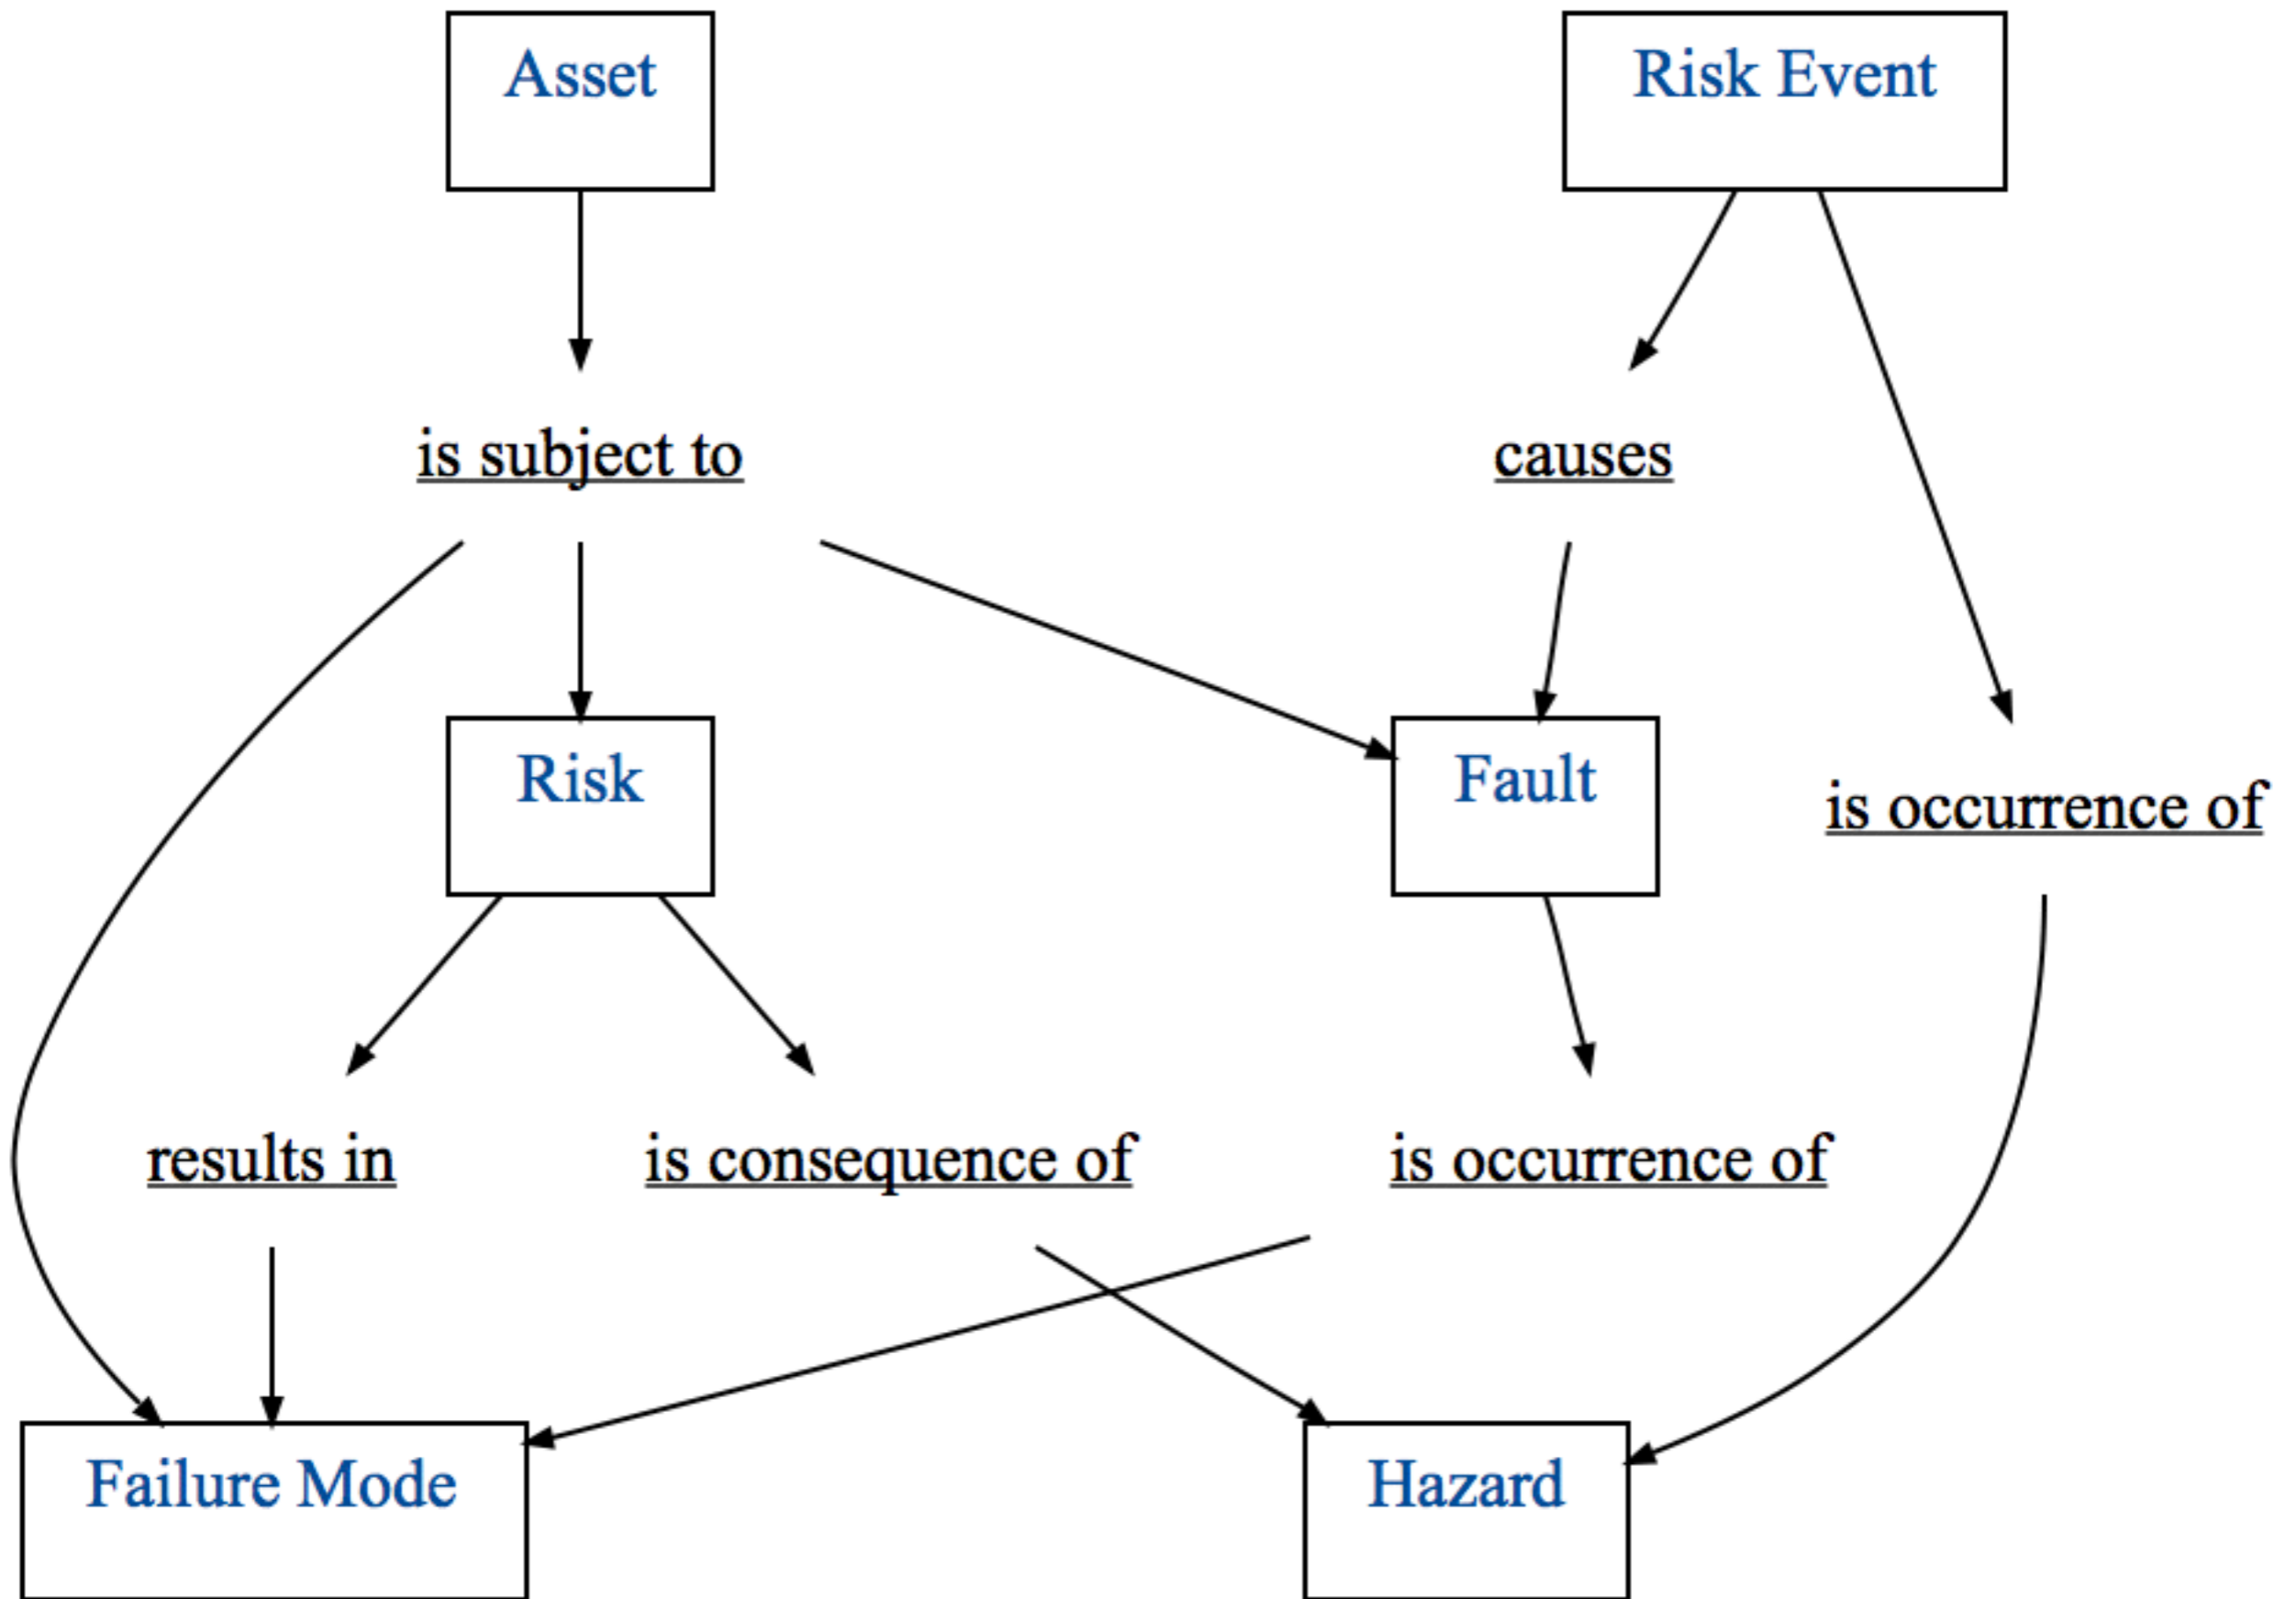 Asset
Risk Event
is subject to
causes
Risk
Fault
is occurrence of
results in
is consequence of
is occurrence of
Failure Mode
Hazard